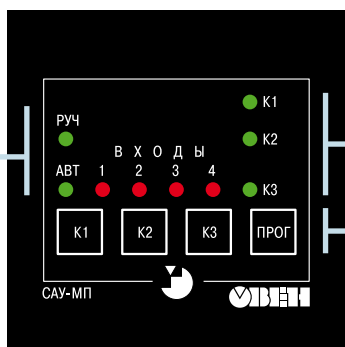 К1
РУЧ
К2
В Х О Д Ы
АВТ 1 2 3 4 К3
К1 К2 К3 ПРОГ
САУ-МП ОВЕН